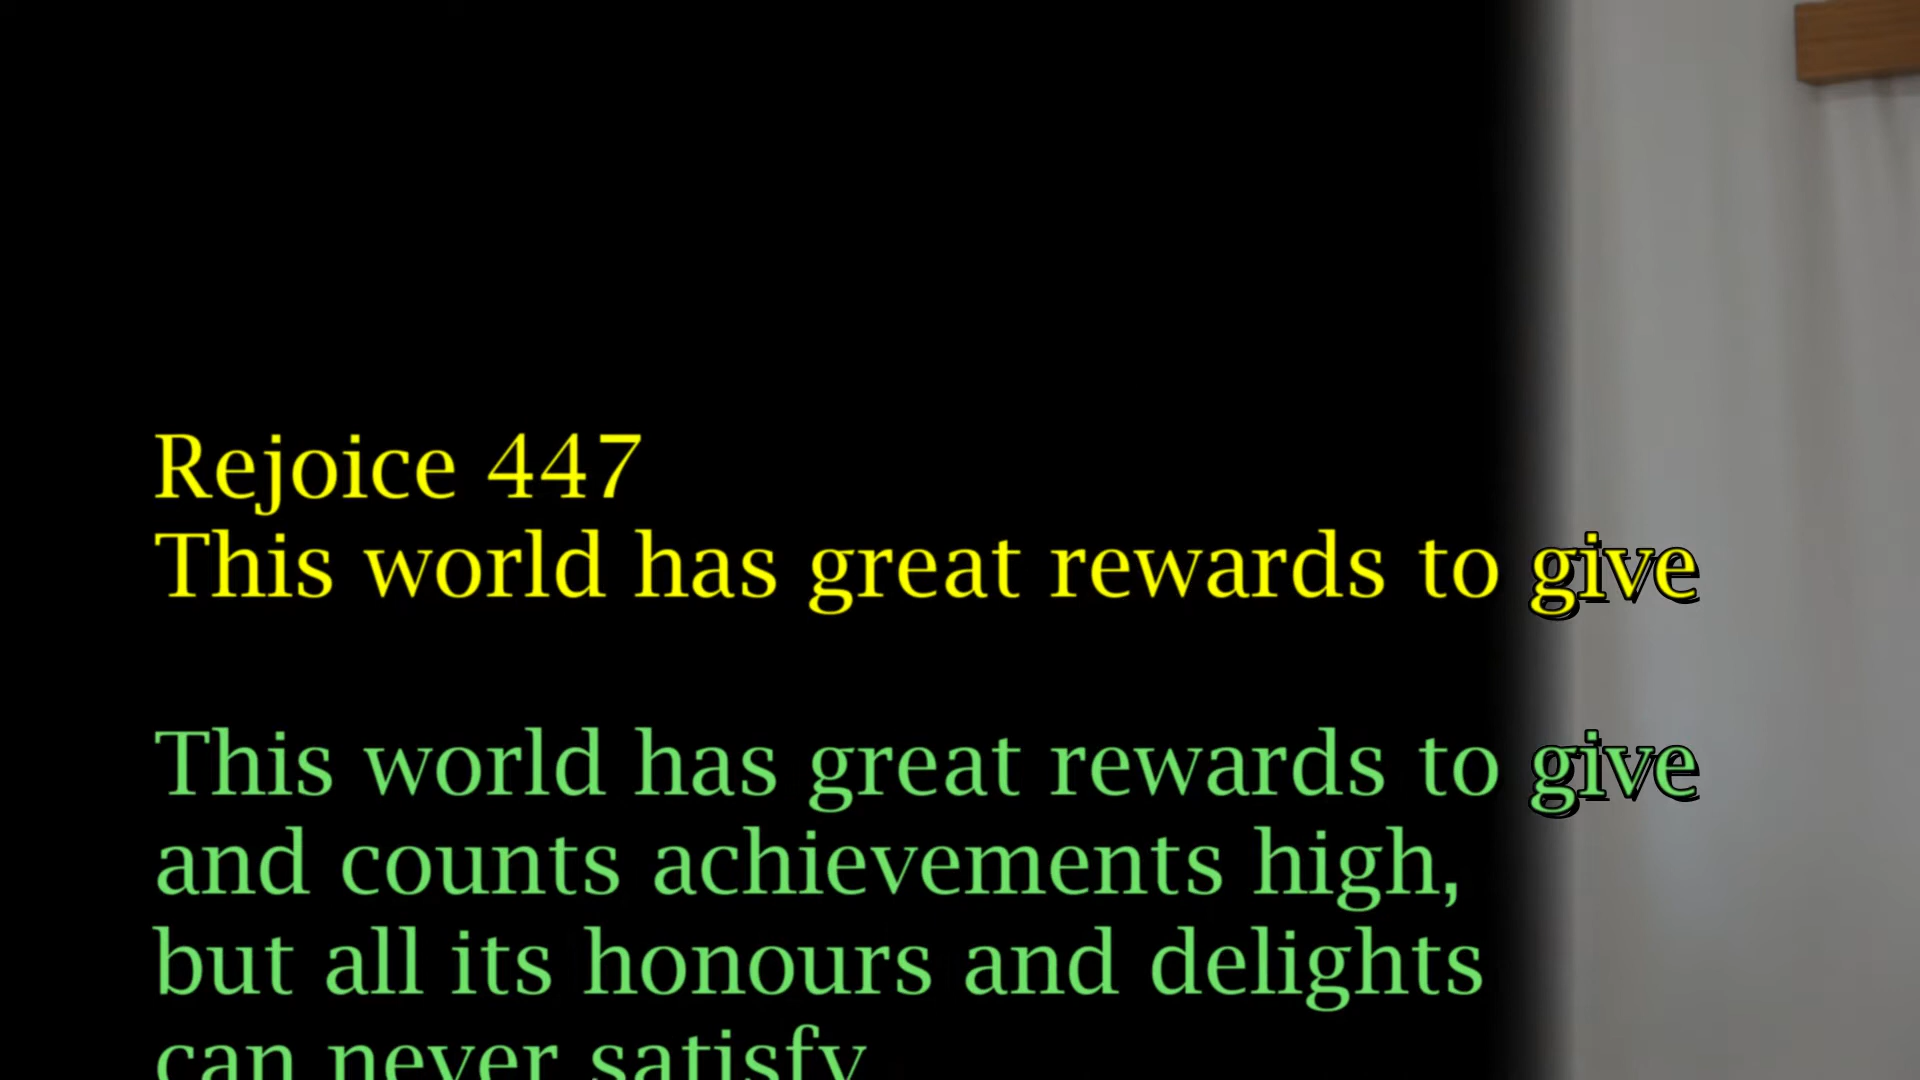 Rejoice 447
This world has great rewards to give
This world has great rewards to give
and counts achievements high,
but all its honours and delights
can never satisfy